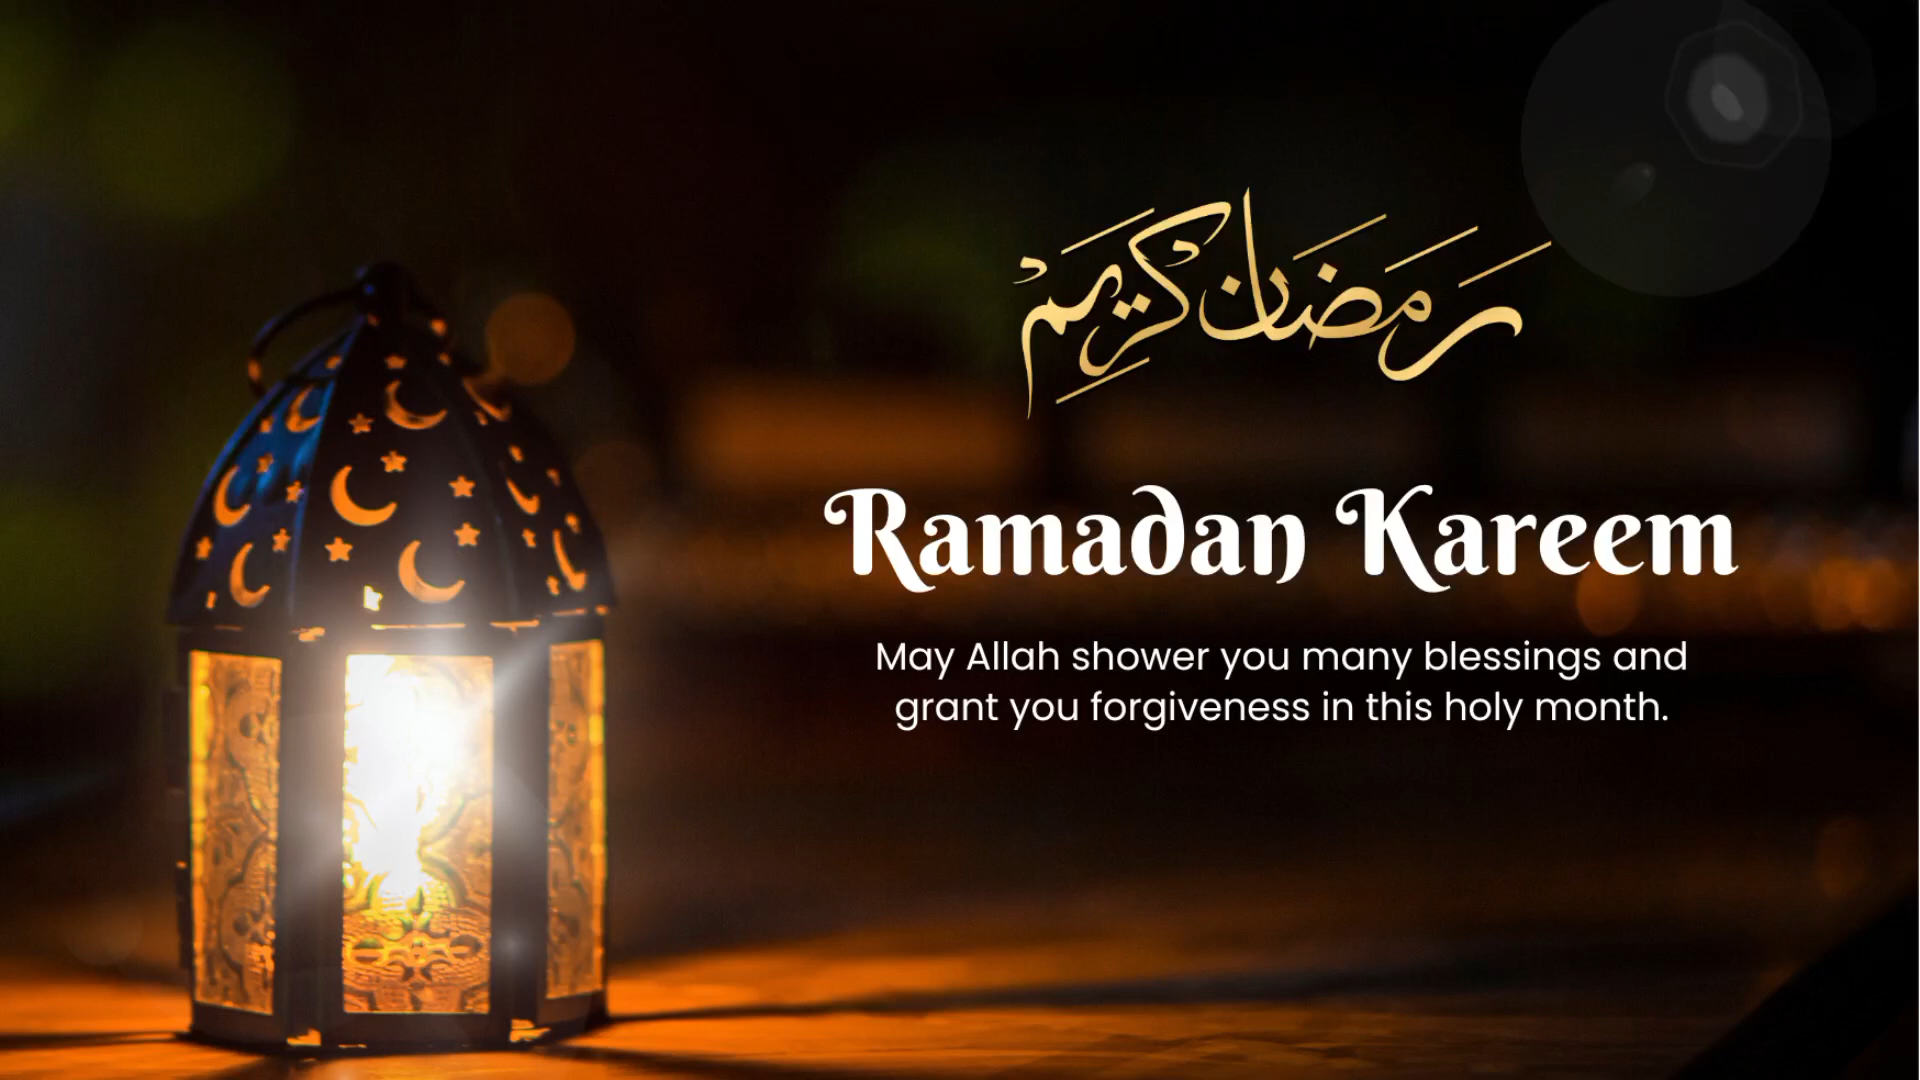 رمضان كريم
Ramadan Kareem
May Allah shower you many blessings and
grant you forgiveness in this holy month.